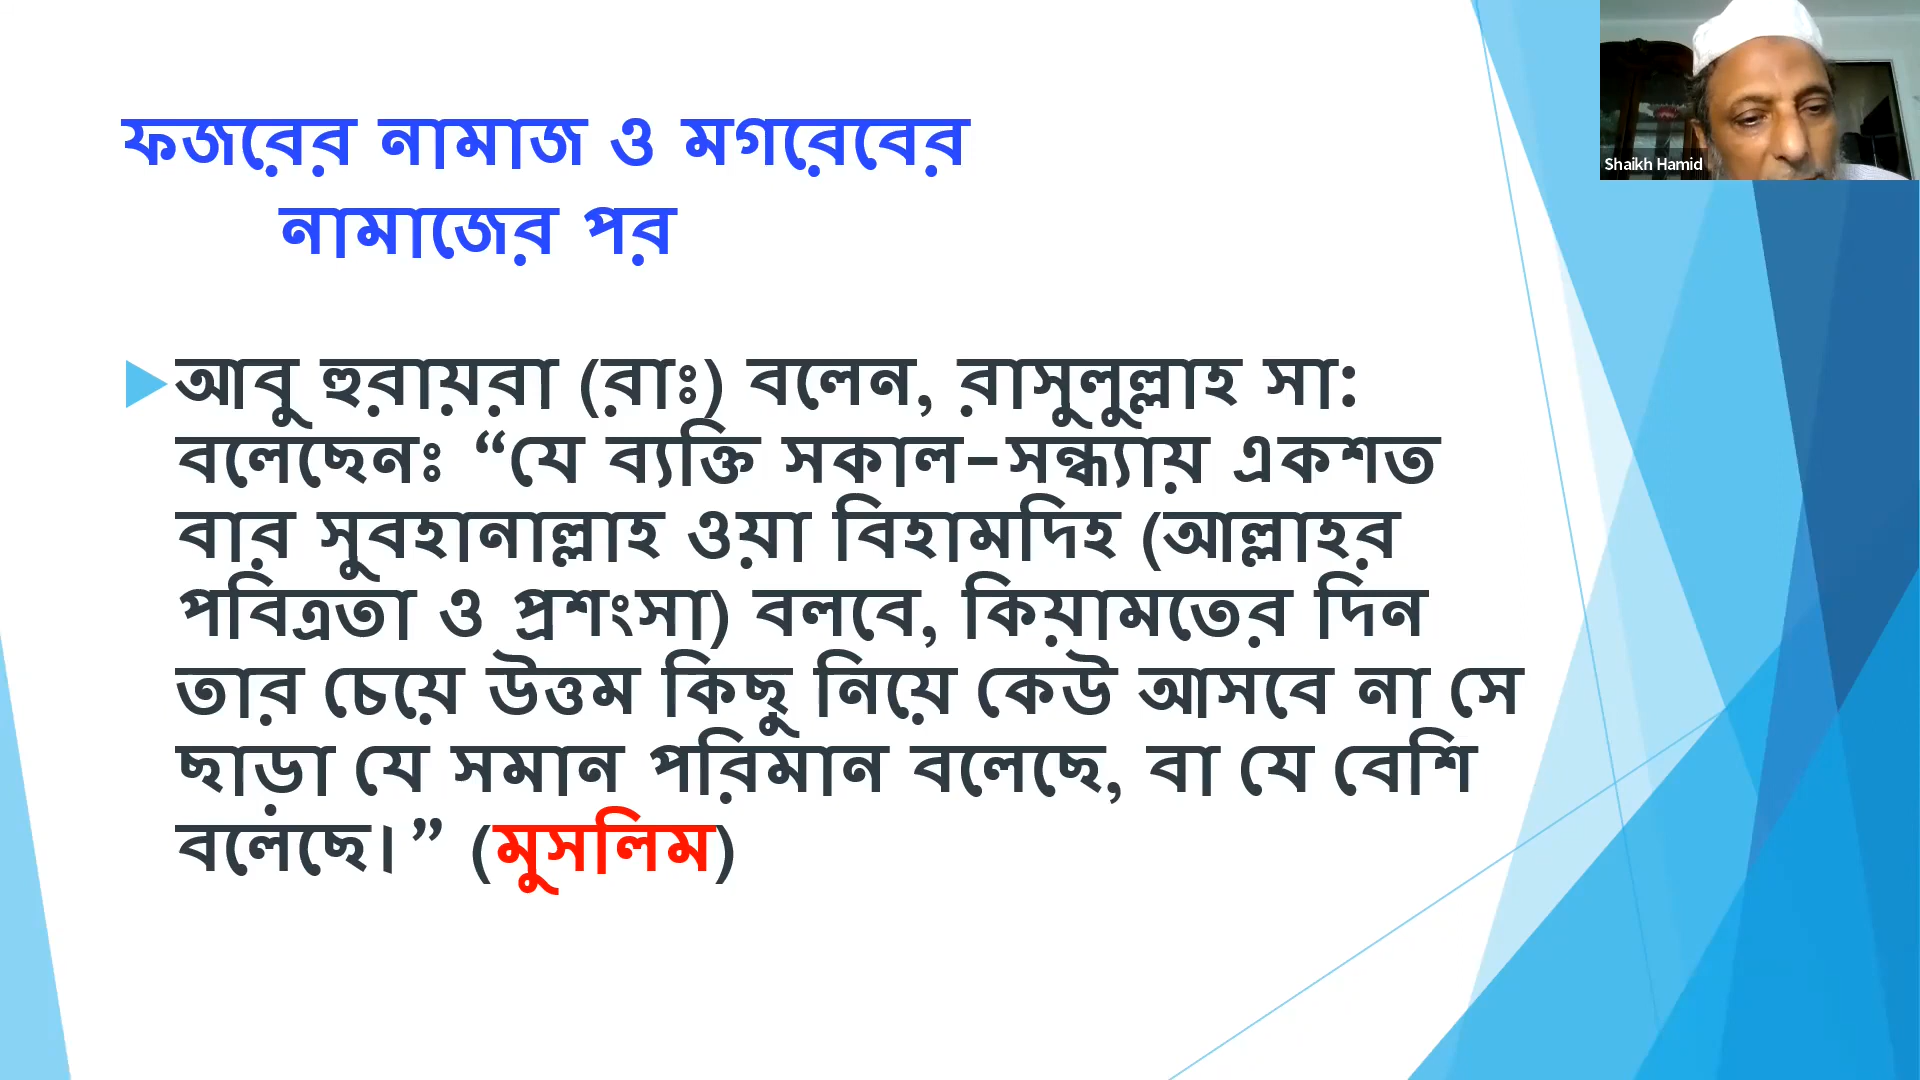 ফজরের নামাজ ও মগরেবের
নামাজের পর
Shaikh Hamid
আবু হুরায়রা (রাঃ) বলেন, রাসুলুল্লাহ সা:
বলেছেনঃ “যে ব্যক্তি সকাল-সন্ধ্যায় একশত
বার সুবহানাল্লাহ ওয়া বিহামদিহ (আল্লাহর
পবিত্রতা ও প্রশংসা) বলবে, কিয়ামতের দিন
তার চেয়ে উত্তম কিছু নিয়ে কেউ আসবে না সে
ছাড়া যে সমান পরিমান বলেছে, বা যে বেশি
বলেছে।” (মুসলিম)